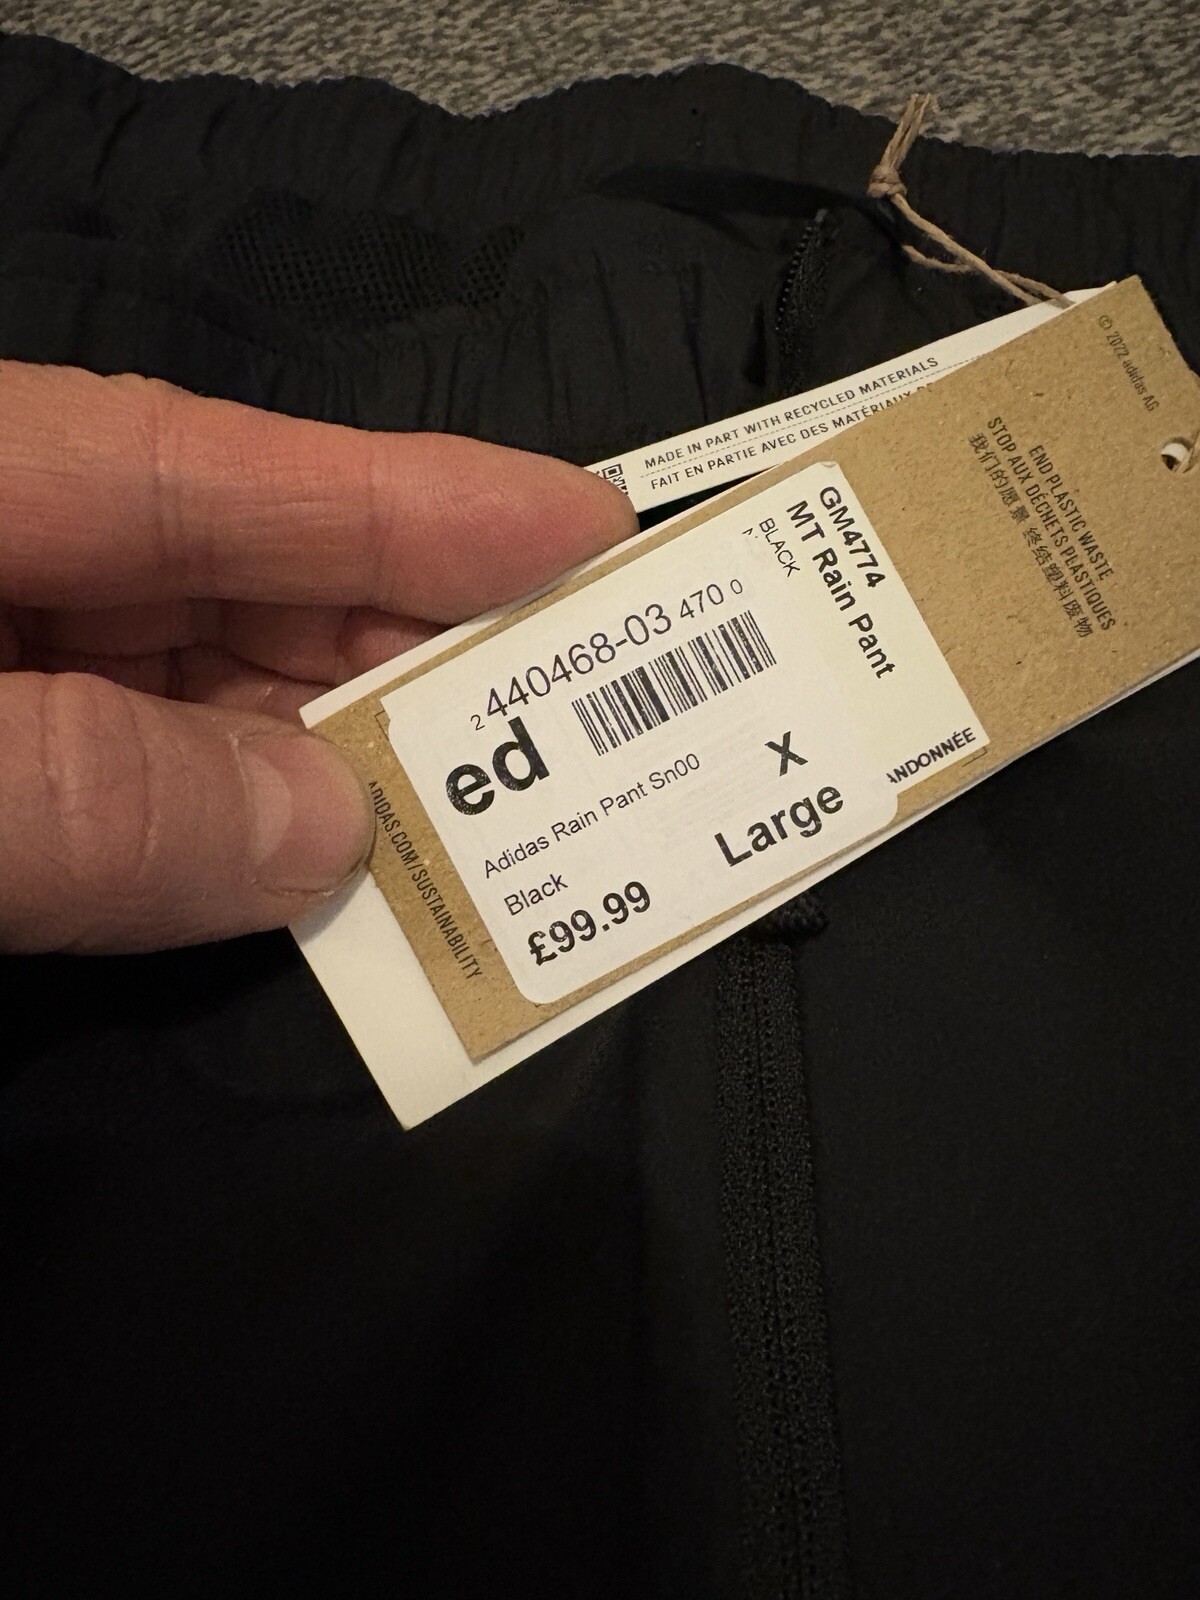 © 2022 adidas AG
MADE IN PART WITH RECYCLED MATERIALS
FAIT EN PARTIE AVEC DES MATÉRIAUX
END PLASTIC WASTE
STOP AUX DÉCHETS PLASTIQUES
我们的愿景 终结塑料废物
GM4774
MT Rain Pant
BLACK
2 440468-03 470 0
ed
Adidas Rain Pant Sn00
Black
£99.99
X
Large
ANDONNÉE
ADIDAS.COM/SUSTAINABILITY